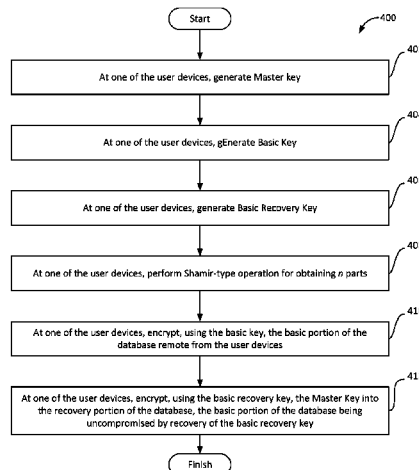 Start
400
At one of the user devices, generate Master key
40
At one of the user devices, gEnerate Basic Key
40
At one of the user devices, generate Basic Recovery Key
40
At one of the user devices, perform Shamir-type operation for obtaining n parts
40
At one of the user devices, encrypt, using the basic key, the basic portion of the
database remote from the user devices
41
At one of the user devices, encrypt, using the basic recovery key, the Master Key into
the recovery portion of the database, the basic portion of the database being
uncompromised by recovery of the basic recovery key
41
Finish